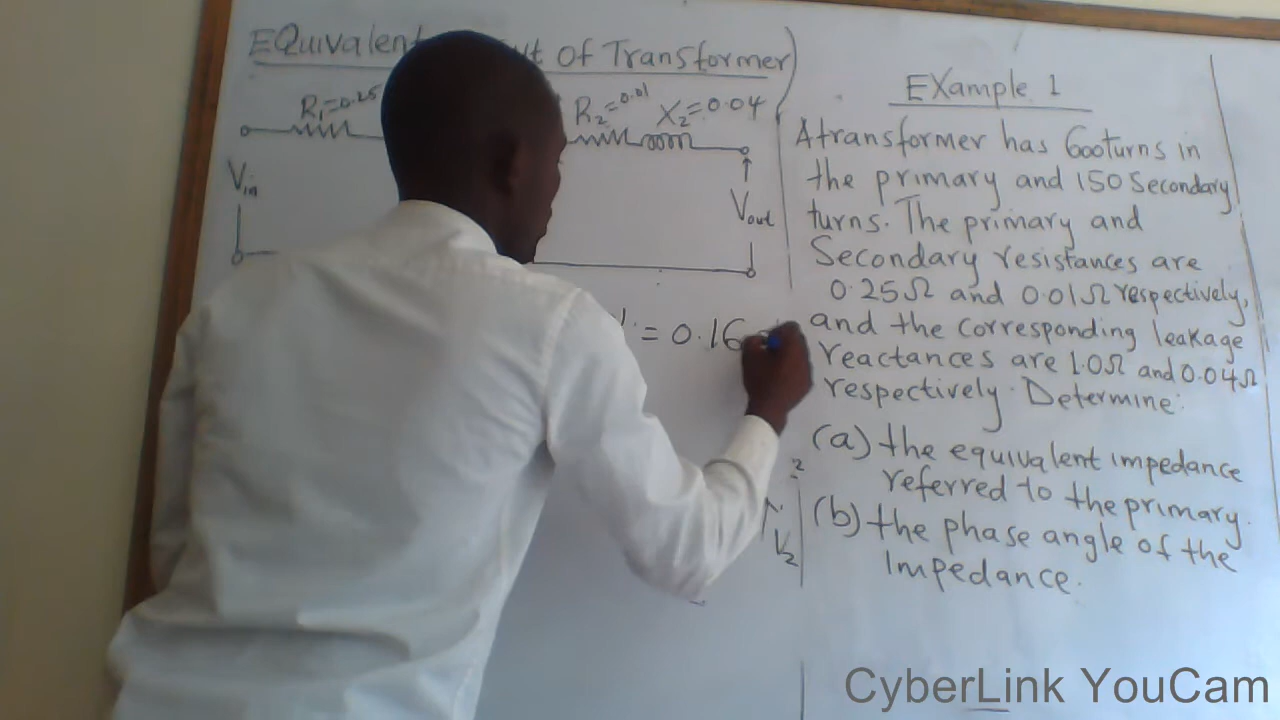 EQuivalent Of Transformer
R₁=0.25
R₂=0.01 X₂=0.04
Vin
Vout
= 0.16
2
V₂
EXample 1
A transformer has 600turns in
the primary and 150 Secondary
turns. The primary and
Secondary resistances are
0.25Ω and 0.01Ω respectively,
and the corresponding leakage
reactances are 1.0Ω and 0.04Ω
respectively. Determine:
(a) the equivalent impedance
referred to the primary.
(b) the phase angle of the
Impedance.
CyberLink YouCam